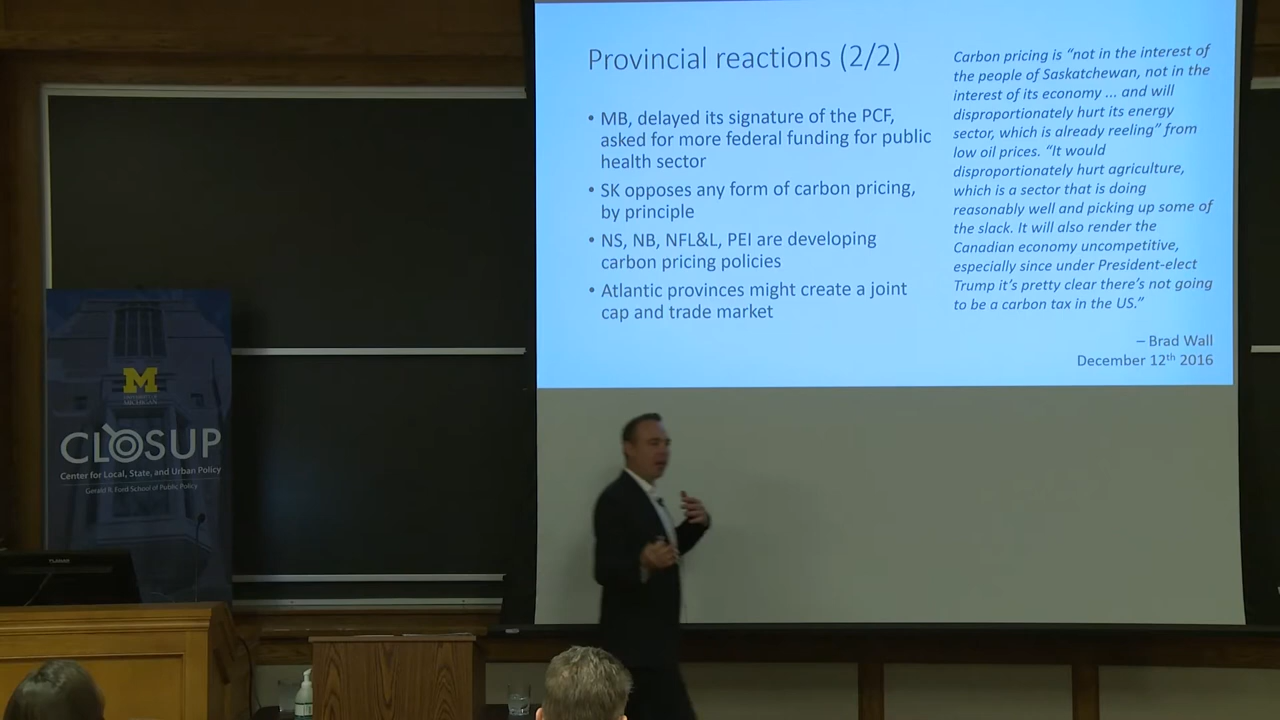 Provincial reactions (2/2)
• MB, delayed its signature of the PCF,
asked for more federal funding for public
health sector
• SK opposes any form of carbon pricing,
by principle
• NS, NB, NFL&L, PEI are developing
carbon pricing policies
• Atlantic provinces might create a joint
cap and trade market
Carbon pricing is “not in the interest of
the people of Saskatchewan, not in the
interest of its economy ... and will
disproportionately hurt its energy
sector, which is already reeling” from
low oil prices. “It would
disproportionately hurt agriculture,
which is a sector that is doing
reasonably well and picking up some of
the slack. It will also render the
Canadian economy uncompetitive,
especially since under President-elect
Trump it’s pretty clear there’s not going
to be a carbon tax in the US.”
– Brad Wall
December 12th 2016
M
UNIVERSITY OF
MICHIGAN
CLOSUP
Center for Local, State, and Urban Policy
Gerald R. Ford School of Public Policy